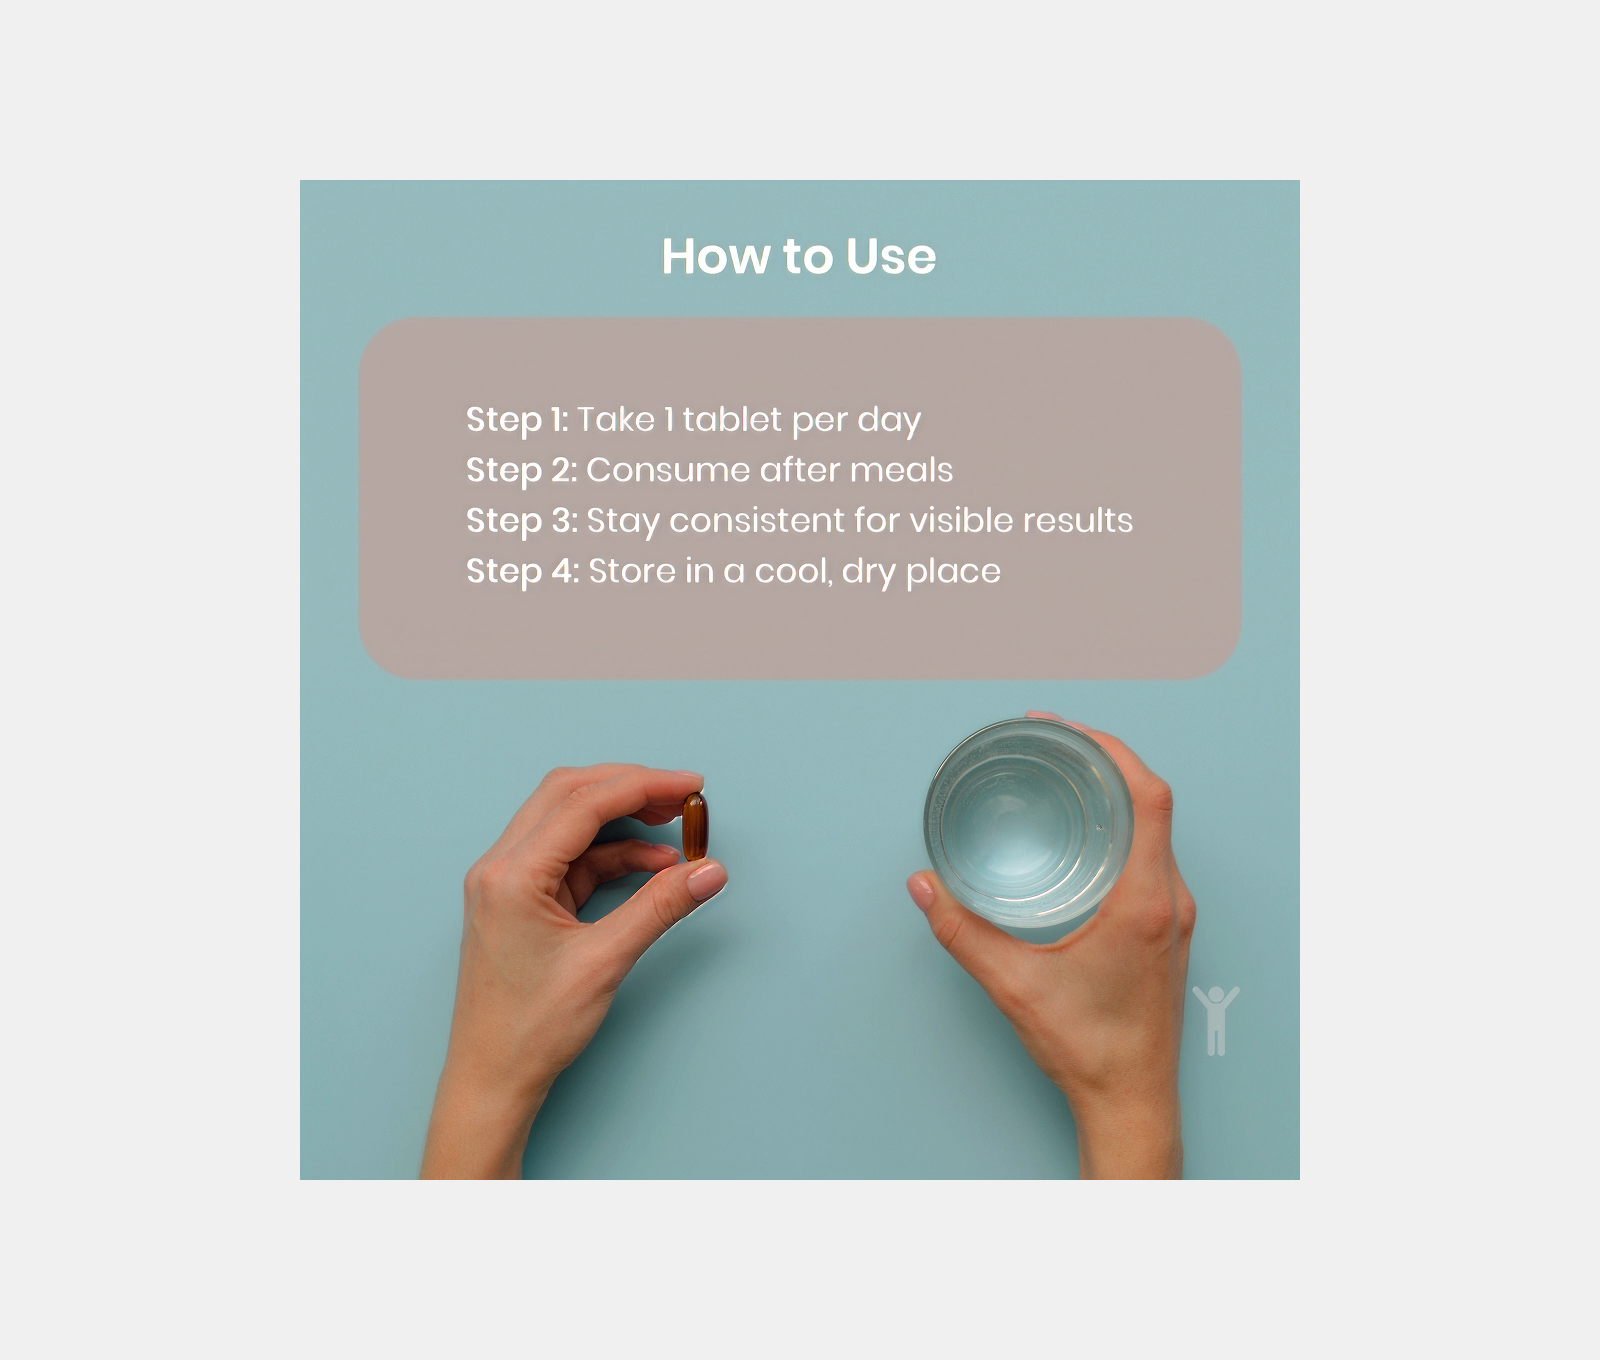 How to Use
Step 1: Take 1 tablet per day
Step 2: Consume after meals
Step 3: Stay consistent for visible results
Step 4: Store in a cool, dry place